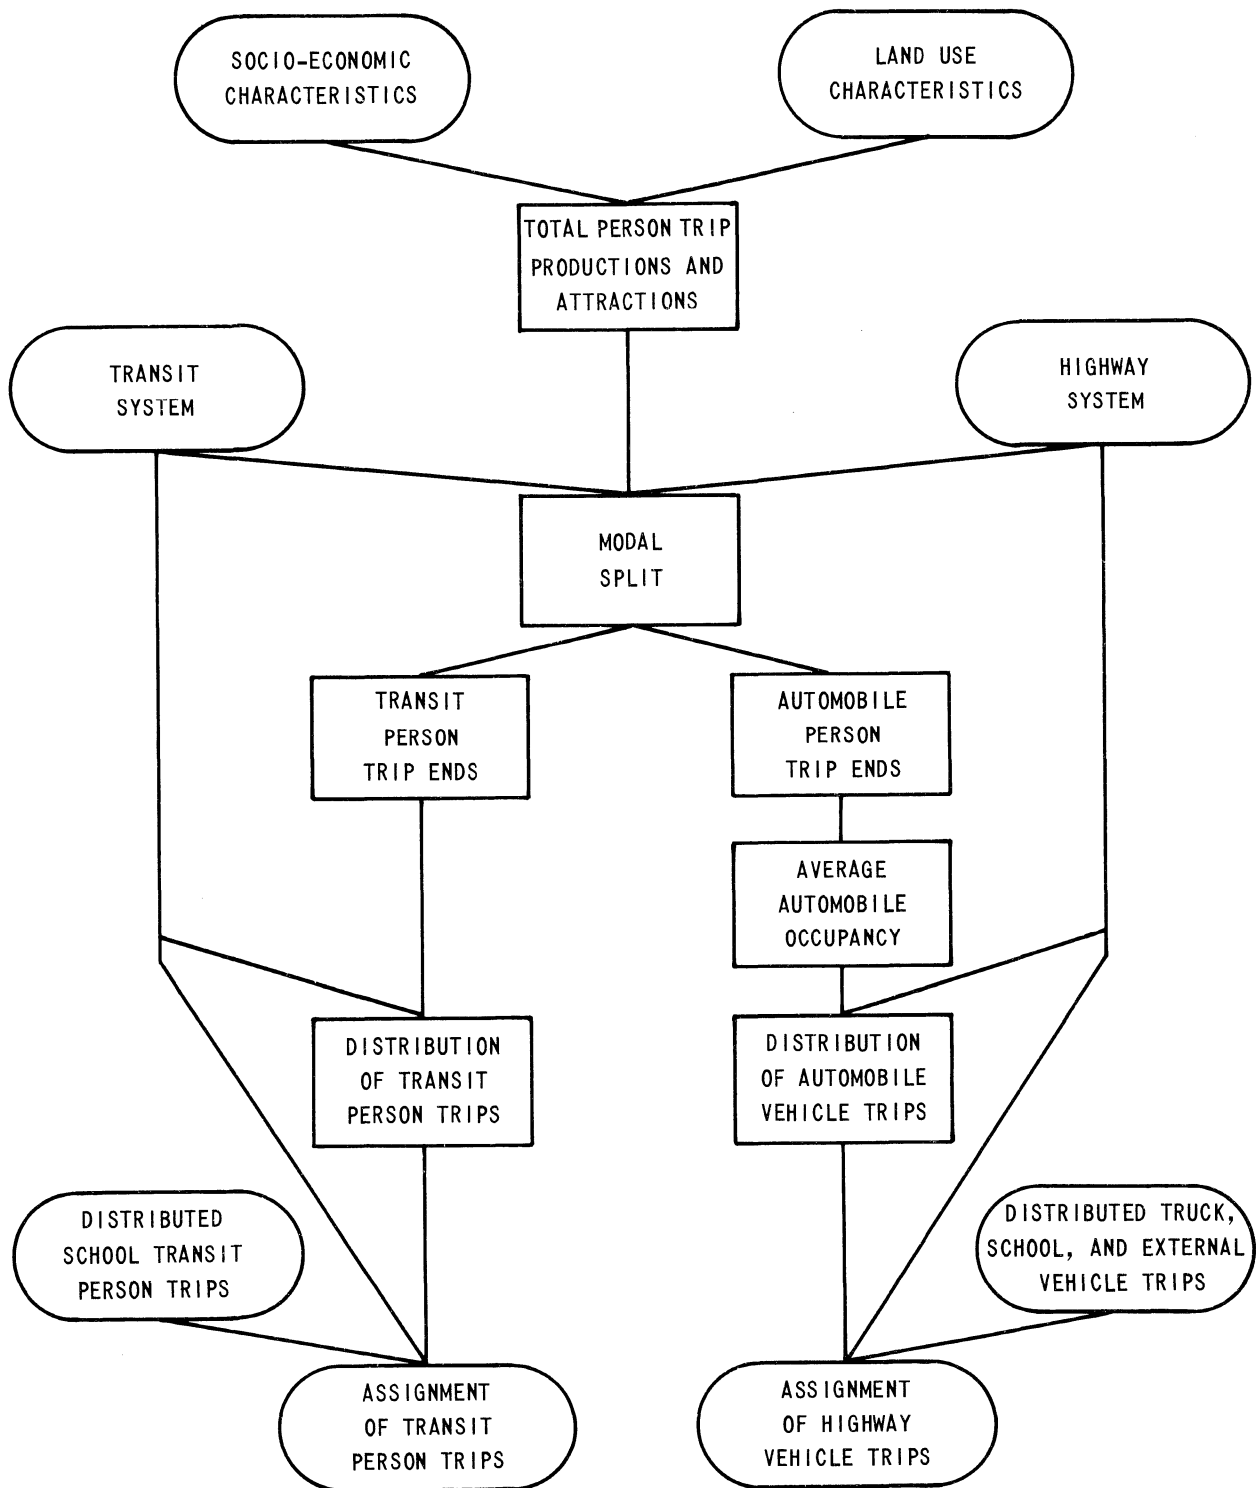 SOCIO-ECONOMIC
CHARACTERISTICS
LAND USE
CHARACTERISTICS
TOTAL PERSON TRIP
PRODUCTIONS AND
ATTRACTIONS
TRANSIT
SYSTEM
HIGHWAY
SYSTEM
MODAL
SPLIT
TRANSIT
PERSON
TRIP ENDS
AUTOMOBILE
PERSON
TRIP ENDS
AVERAGE
AUTOMOBILE
OCCUPANCY
DISTRIBUTION
OF TRANSIT
PERSON TRIPS
DISTRIBUTION
OF AUTOMOBILE
VEHICLE TRIPS
DISTRIBUTED
SCHOOL TRANSIT
PERSON TRIPS
DISTRIBUTED TRUCK,
SCHOOL, AND EXTERNAL
VEHICLE TRIPS
ASSIGNMENT
OF TRANSIT
PERSON TRIPS
ASSIGNMENT
OF HIGHWAY
VEHICLE TRIPS